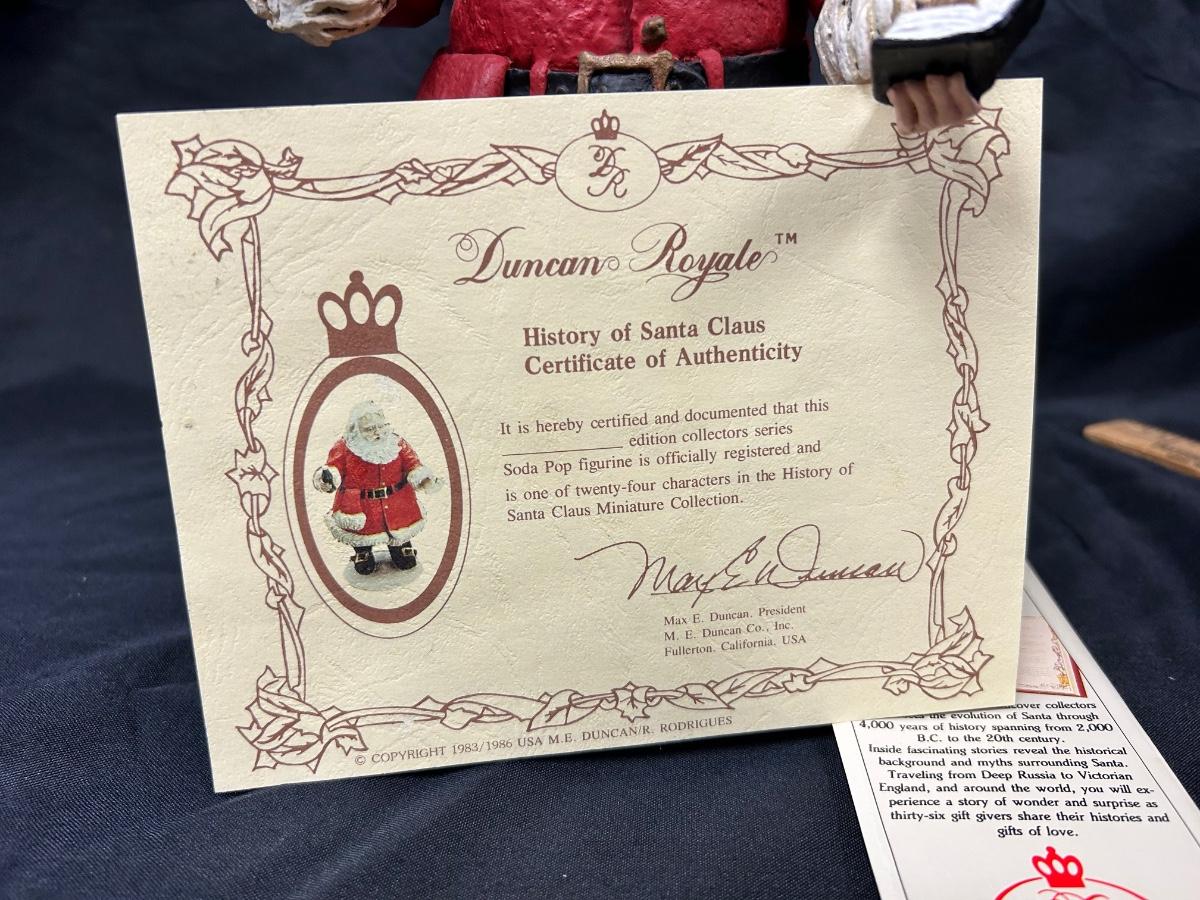 DR
Duncan Royale™
History of Santa Claus
Certificate of Authenticity
It is hereby certified and documented that this
__________ edition collectors series
Soda Pop figurine is officially registered and
is one of twenty-four characters in the History of
Santa Claus Miniature Collection.
Max E Duncan
Max E. Duncan. President
M. E. Duncan Co., Inc.
Fullerton. California. USA
© COPYRIGHT 1983/1986 USA M.E. DUNCAN/R. RODRIGUES
collectors
the evolution of Santa through
4,000 years of history spanning from 2,000
B.C. to the 20th century.
Inside fascinating stories reveal the historical
background and myths surrounding Santa.
Traveling from Deep Russia to Victorian
England, and around the world, you will ex-
perience a story of wonder and surprise as
thirty-six gift givers share their histories and
gifts of love.